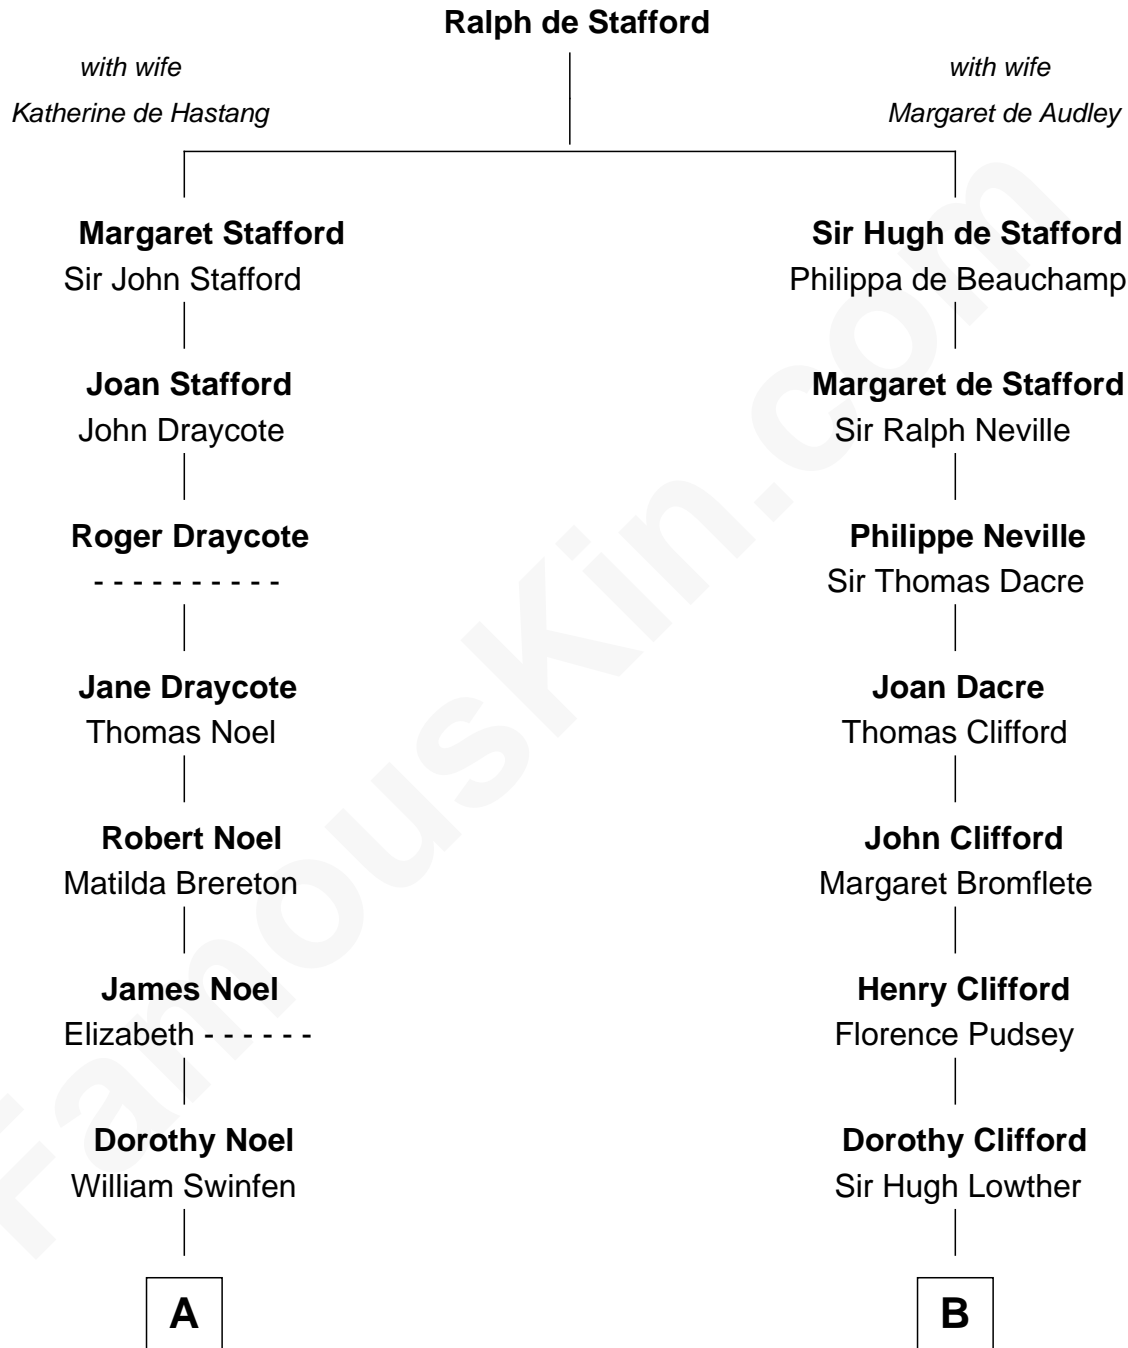 Ralph de Stafford
with wife
Katherine de Hastang
with wife
Margaret de Audley
Margaret Stafford
Sir John Stafford
Sir Hugh de Stafford
Philippa de Beauchamp
Joan Stafford
John Draycote
Margaret de Stafford
Sir Ralph Neville
Roger Draycote
- - - - - - - - - -
Philippe Neville
Sir Thomas Dacre
Jane Draycote
Thomas Noel
Joan Dacre
Thomas Clifford
Robert Noel
Matilda Brereton
John Clifford
Margaret Bromflete
James Noel
Elizabeth - - - - - -
Henry Clifford
Florence Pudsey
Dorothy Noel
William Swinfen
Dorothy Clifford
Sir Hugh Lowther
A
B
FamousKin.com